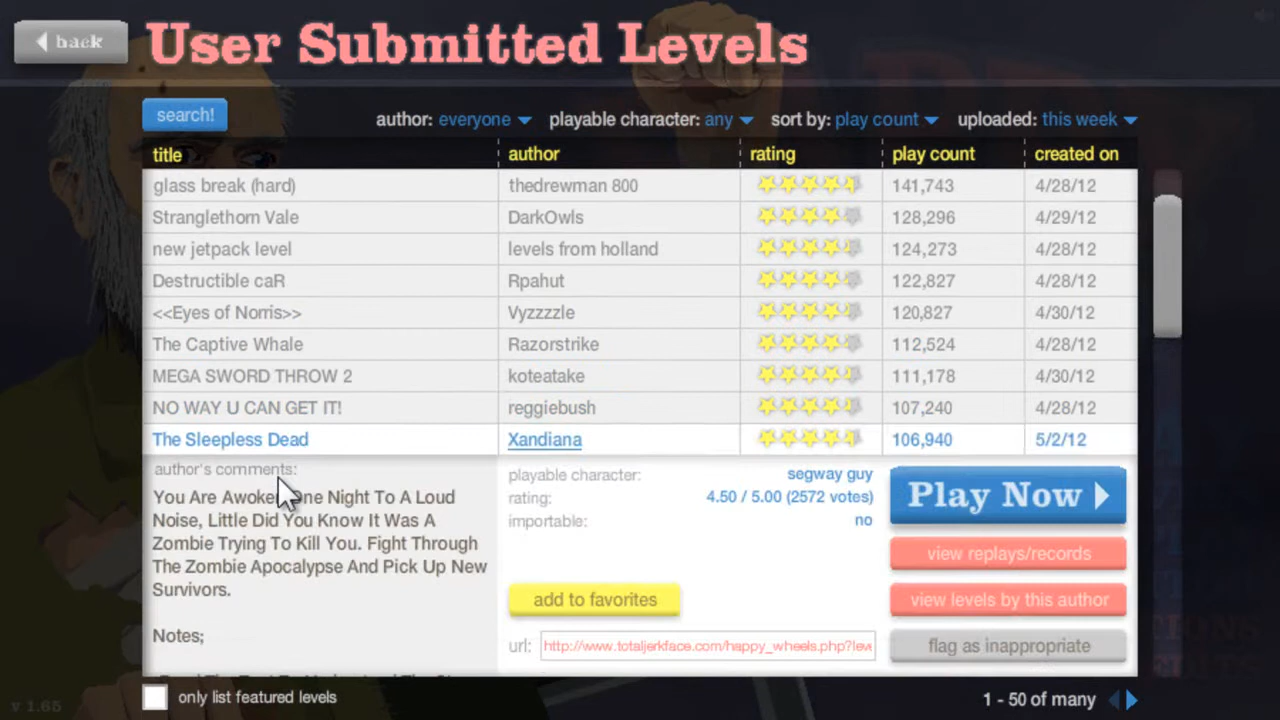 back
User Submitted Levels
search!
author: everyone playable character: any sort by: play count uploaded: this week
title author rating play count created on
glass break (hard) thedrewman 800 141,743 4/28/12
Stranglethorn Vale DarkOwls 128,296 4/29/12
new jetpack level levels from holland 124,273 4/28/12
Destructible caR Rpahut 122,827 4/28/12
<<Eyes of Norris>> Vyzzzzle 120,827 4/30/12
The Captive Whale Razorstrike 112,524 4/28/12
MEGA SWORD THROW 2 koteatake 111,178 4/30/12
NO WAY U CAN GET IT! reggiebush 107,240 4/28/12
The Sleepless Dead Xandiana 106,940 5/2/12
author's comments:
You Are Awoken One Night To A Loud
Noise, Little Did You Know It Was A
Zombie Trying To Kill You. Fight Through
The Zombie Apocalypse And Pick Up New
Survivors.
Notes;
playable character: segway guy
rating: 4.50 / 5.00 (2572 votes)
importable: no
add to favorites
url: http://www.totaljerkface.com/happy_wheels.php?leve
Play Now
view replays/records
view levels by this author
flag as inappropriate
only list featured levels
1 - 50 of many
v 1.65